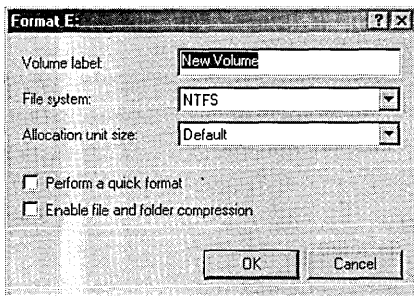 Format E:
Volume label: New Volume
File system: NTFS
Allocation unit size: Default
Perform a quick format
Enable file and folder compression
OK Cancel